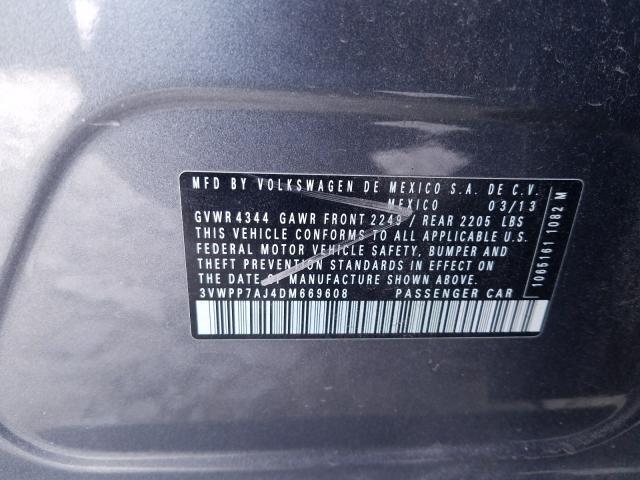 MFD BY VOLKSWAGEN DE MEXICO S.A. DE C.V.
MEXICO 03/13
GVWR 4344 GAWR FRONT 2249 / REAR 2205 LBS
THIS VEHICLE CONFORMS TO ALL APPLICABLE U.S.
FEDERAL MOTOR VEHICLE SAFETY, BUMPER AND
THEFT PREVENTION STANDARDS IN EFFECT ON
THE DATE OF MANUFACTURE SHOWN ABOVE.
3VWPP7AJ4DM669608 PASSENGER CAR
1065161 1082 M